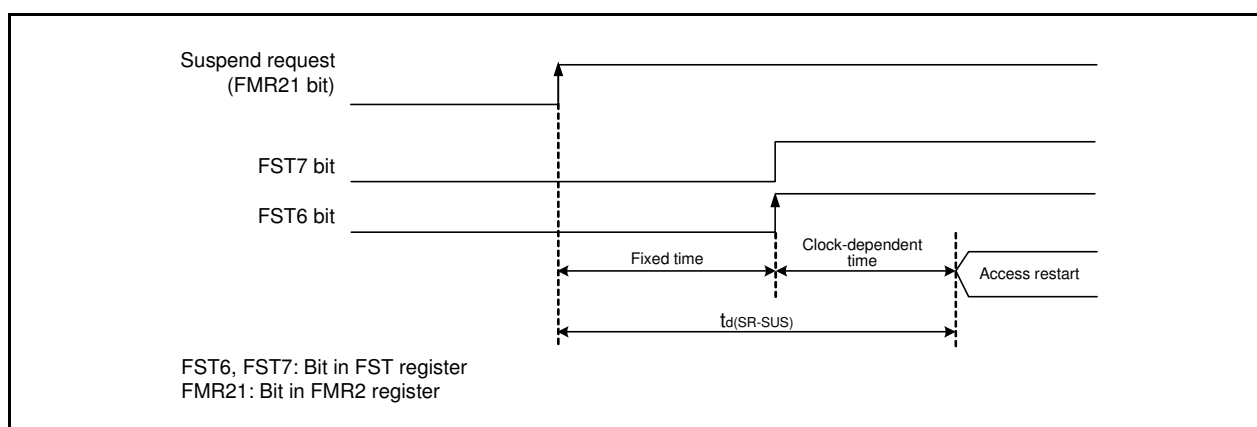 Suspend request
(FMR21 bit)
FST7 bit
FST6 bit
Fixed time
Clock-dependent
time
Access restart
td(SR-SUS)
FST6, FST7: Bit in FST register
FMR21: Bit in FMR2 register